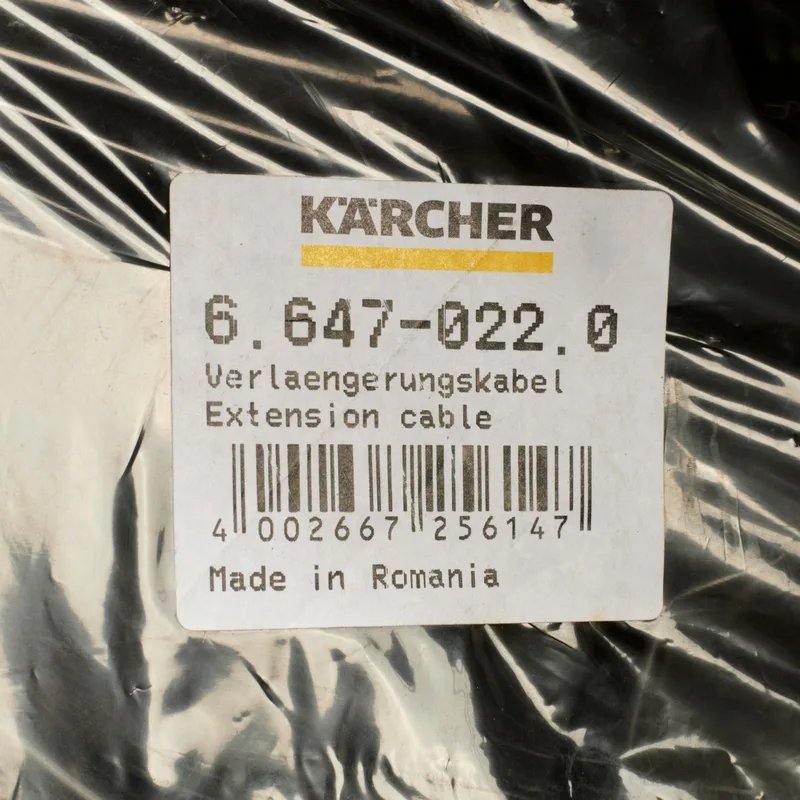 KÄRCHER
6.647-022.0
Verlaengerungskabel
Extension cable
4 002667 256147
Made in Romania